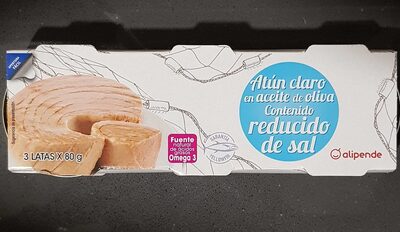 Atún claro
en aceite de oliva
Contenido
reducido
de sal
Fuente
natural
de ácidos
grasos
Omega 3
GARANTÍA
3 LATAS X 80 g
alipende